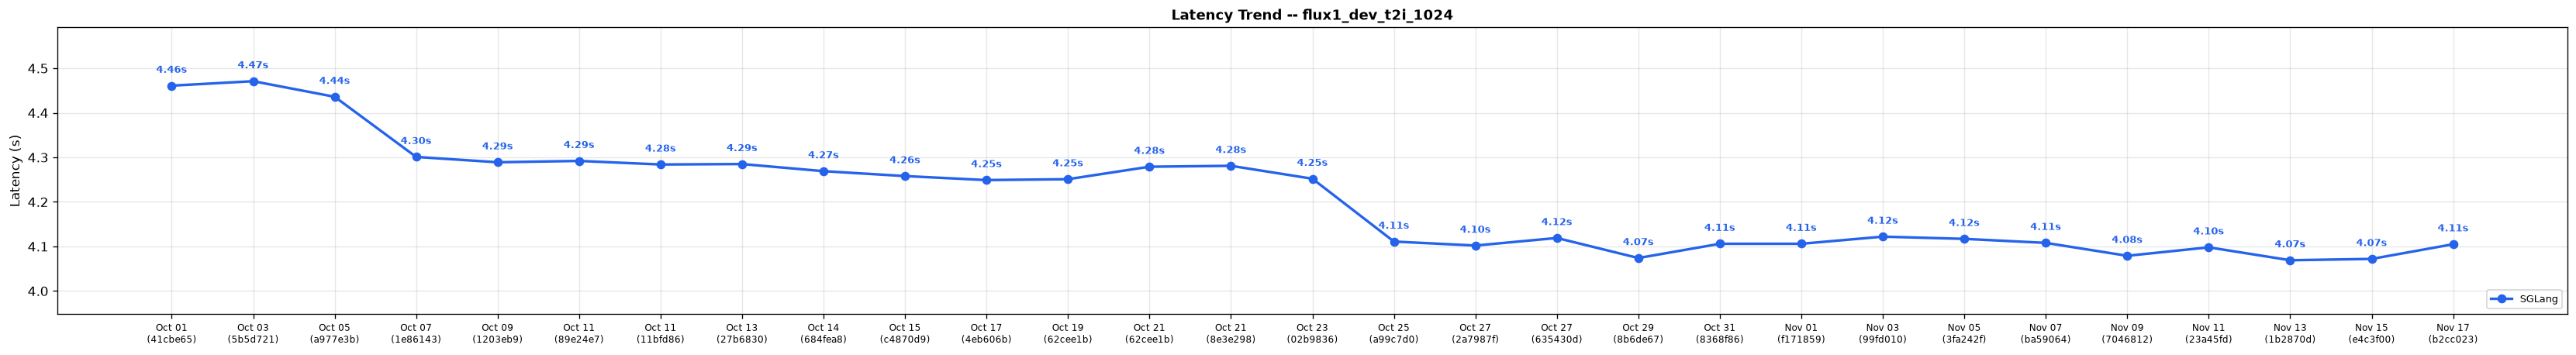 Latency Trend -- flux1_dev_t2i_1024
Latency (s)
4.5
4.4
4.3
4.2
4.1
4.0
4.46s
4.47s
4.44s
4.30s
4.29s
4.29s
4.28s
4.29s
4.27s
4.26s
4.25s
4.25s
4.28s
4.28s
4.25s
4.11s
4.10s
4.12s
4.07s
4.11s
4.11s
4.12s
4.12s
4.11s
4.08s
4.10s
4.07s
4.07s
4.11s
SGLang
Oct 01
(41cbe65)
Oct 03
(5b5d721)
Oct 05
(a977e3b)
Oct 07
(1e86143)
Oct 09
(1203eb9)
Oct 11
(89e24e7)
Oct 11
(11bfd86)
Oct 13
(27b6830)
Oct 14
(684fea8)
Oct 15
(c4870d9)
Oct 17
(4eb606b)
Oct 19
(62cee1b)
Oct 21
(62cee1b)
Oct 21
(8e3e298)
Oct 23
(02b9836)
Oct 25
(a99c7d0)
Oct 27
(2a7987f)
Oct 27
(635430d)
Oct 29
(8b6de67)
Oct 31
(8368f86)
Nov 01
(f171859)
Nov 03
(99fd010)
Nov 05
(3fa242f)
Nov 07
(ba59064)
Nov 09
(7046812)
Nov 11
(23a45fd)
Nov 13
(1b2870d)
Nov 15
(e4c3f00)
Nov 17
(b2cc023)